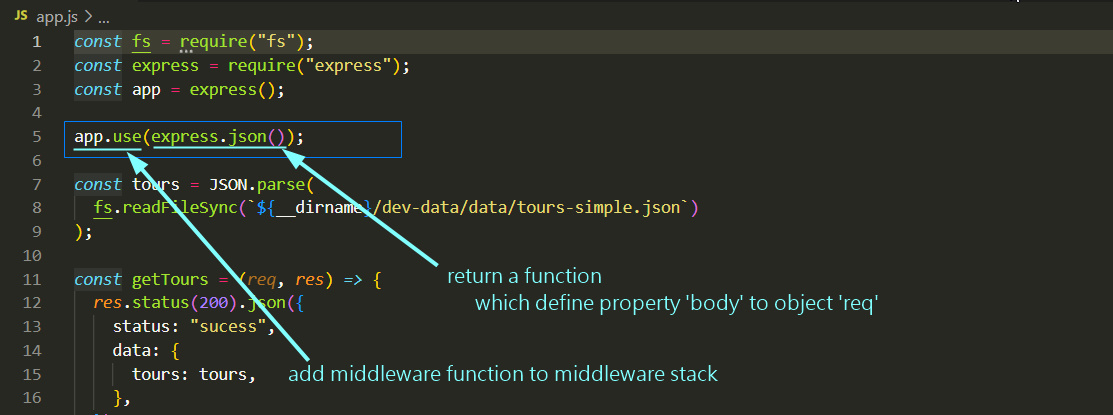 JS app.js > ...
1 const fs = require("fs");
2 const express = require("express");
3 const app = express();
4
5 app.use(express.json());
6
7 const tours = JSON.parse(
8 fs.readFileSync(`${__dirname}/dev-data/data/tours-simple.json`)
9 );
10
11 const getTours = (req, res) => {
return a function
12 res.status(200).json({
which define property 'body' to object 'req'
13 status: "sucess",
14 data: {
15 tours: tours,
add middleware function to middleware stack
16 },